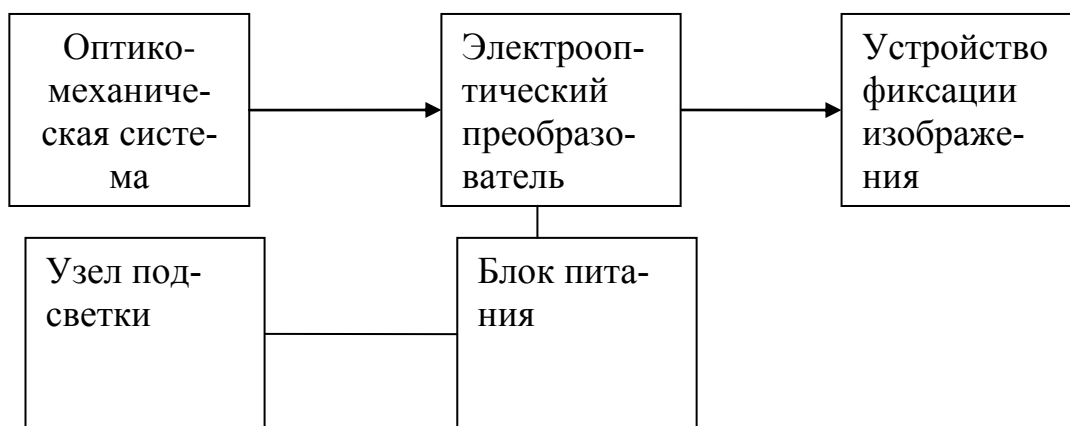 Оптико-
механиче-
ская систе-
ма
Электрооп-
тический
преобразо-
ватель
Устройство
фиксации
изображе-
ния
Узел под-
светки
Блок пита-
ния